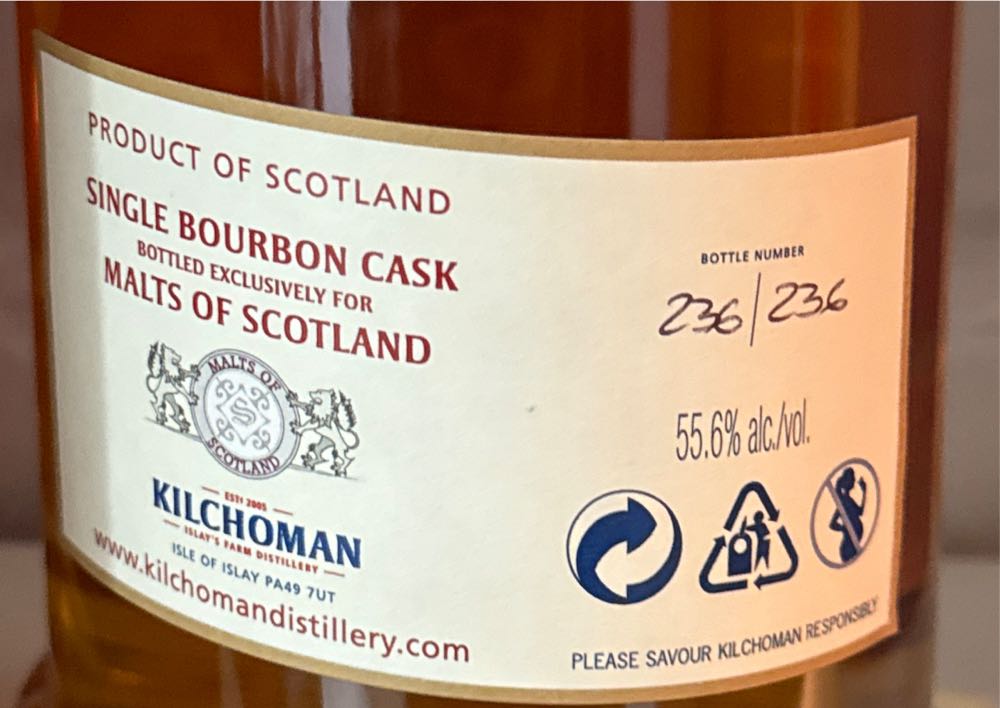 PRODUCT OF SCOTLAND
SINGLE BOURBON CASK
BOTTLED EXCLUSIVELY FOR
MALTS OF SCOTLAND
MALTS OF
S
SCOTLAND
ESTD 2005
KILCHOMAN
ISLAY'S FARM DISTILLERY
ISLE OF ISLAY PA49 7UT
www.kilchomandistillery.com
BOTTLE NUMBER
236/236
55.6% alc./vol.
PLEASE SAVOUR KILCHOMAN RESPONSIBLY